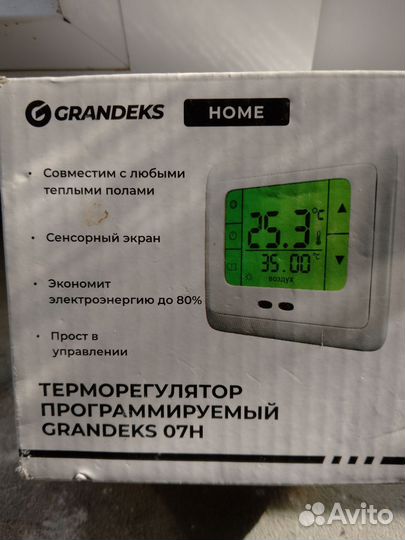 GRANDEKS HOME
• Совместим с любыми
теплыми полами
• Сенсорный экран
• Экономит
электроэнергию до 80%
• Прост в
управлении
25.3 °C
35.00 °C
воздух
ТЕРМОРЕГУЛЯТОР
ПРОГРАММИРУЕМЫЙ
GRANDEKS 07H
Avito